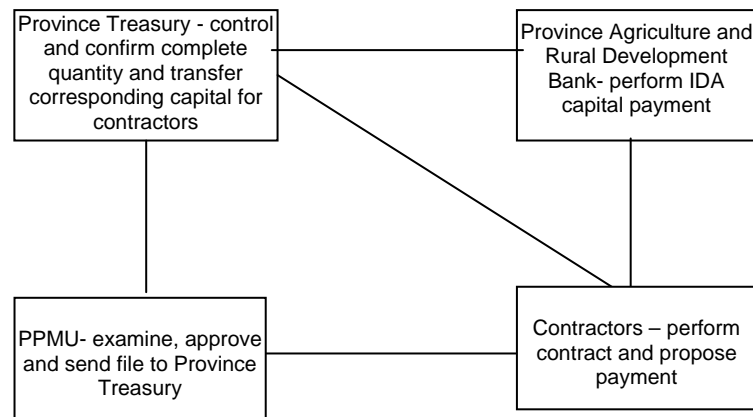 Province Treasury - control
and confirm complete
quantity and transfer
corresponding capital for
contractors
Province Agriculture and
Rural Development
Bank- perform IDA
capital payment
PPMU- examine, approve
and send file to Province
Treasury
Contractors – perform
contract and propose
payment